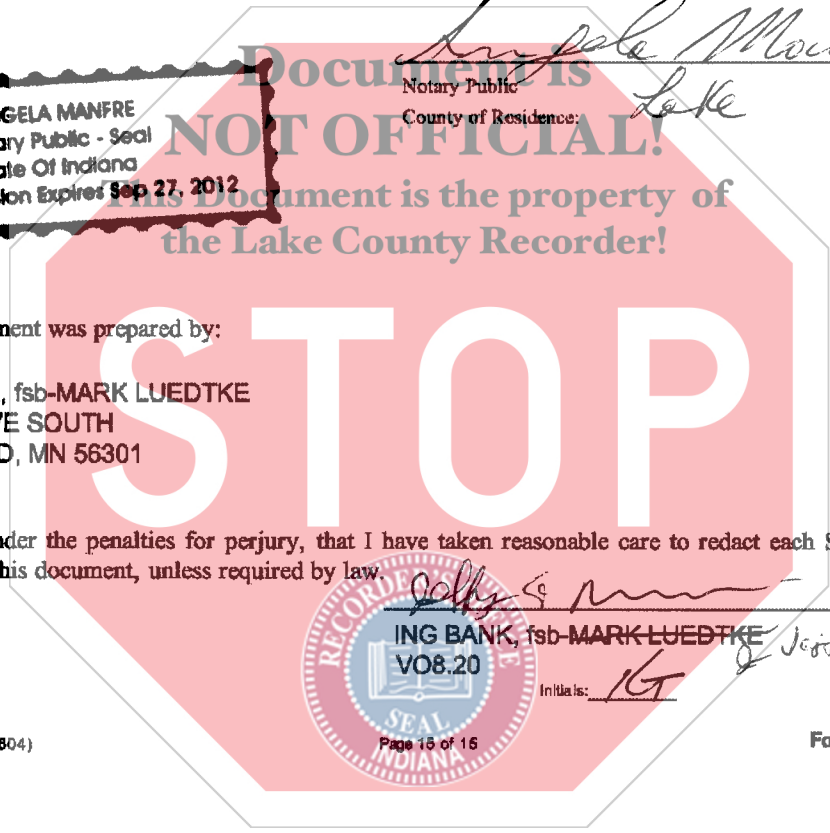 Document is
NOT OFFICIAL!
This Document is the property of
the Lake County Recorder!
STOP
Notary Public
County of Residence: Lake
GELA MANFRE
ary Public - Seal
ate Of Indiana
ion Expires Sep 27, 2012
ment was prepared by:
, fsb-MARK LUEDTKE
VE SOUTH
D, MN 56301
nder the penalties for perjury, that I have taken reasonable care to redact each S
his document, unless required by law.
ING BANK, fsb-MARK LUEDTKE
VO8.20
Initials:
RECORDER
SEAL
INDIANA
604)
Page 15 of 15
Fo